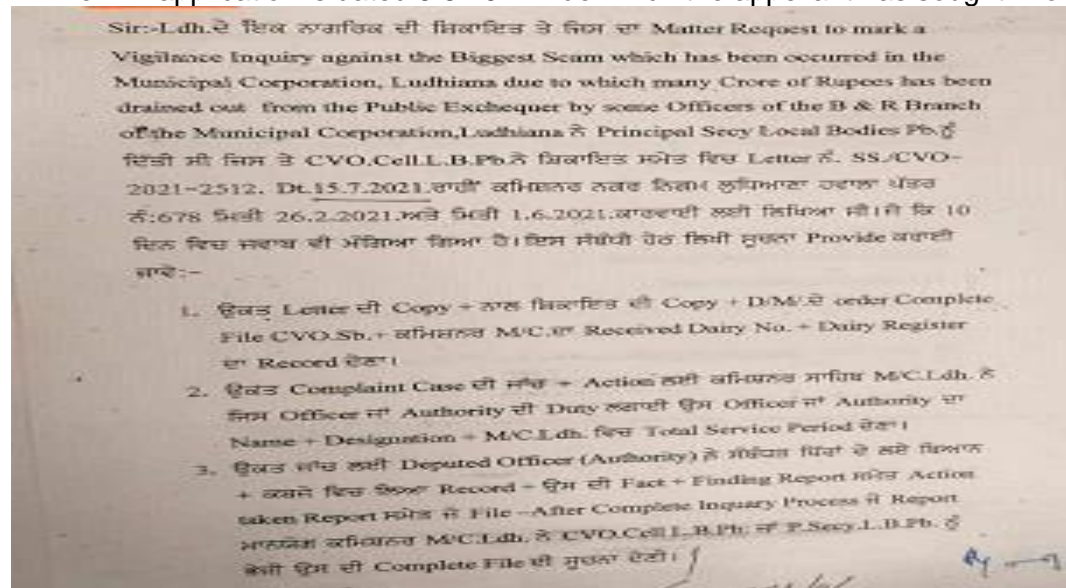 Sir:-Ldh.ਦੇ ਇਕ ਨਾਗਰਿਕ ਦੀ ਸ਼ਿਕਾਇਤ ਤੇ ਜਿਸ ਦਾ Matter Request to mark a
Vigilance Inquiry against the Biggest Scam which has been occurred in the
Municipal Corporation, Ludhiana due to which many Crore of Rupees has been
drained out from the Public Exchequer by some Officers of the B & R Branch
of the Municipal Corporation,Ludhiana ਨੇ Principal Secy Local Bodies Pb.ਨੂੰ
ਦਿੱਤੀ ਸੀ ਜਿਸ ਤੇ CVO.Cell.L.B.Pb.ਨੇ ਸ਼ਿਕਾਇਤ ਸਮੇਤ ਵਿਚ Letter ਨੰ. SS./CVO-
2021-2512. Dt.15.7.2021.ਰਾਹੀਂ ਕਮਿਸ਼ਨਰ ਨਗਰ ਨਿਗਮ ਲੁਧਿਆਣਾ ਹਵਾਲਾ ਪੱਤਰ
ਨੰ:678 ਮਿਤੀ 26.2.2021.ਅਤੇ ਮਿਤੀ 1.6.2021.ਕਾਰਵਾਈ ਲਈ ਲਿਖਿਆ ਸੀ।ਜੋ ਕਿ 10
ਦਿਨ ਵਿਚ ਜਵਾਬ ਵੀ ਮੰਗਿਆ ਗਿਆ ਹੈ।ਇਸ ਸੰਬੰਧੀ ਹੇਠ ਲਿਖੀ ਸੂਚਨਾ Provide ਕਰਾਈ
ਜਾਵੇ:-
1. ਉਕਤ Letter ਦੀ Copy + ਨਾਲ ਸ਼ਿਕਾਇਤ ਦੀ Copy + D/M/.ਦੇ order Complete
File CVO.Sb.+ ਕਮਿਸ਼ਨਰ M/C.ਦਾ Received Dairy No. + Dairy Register
ਦਾ Record ਦੇਣਾ।
2. ਉਕਤ Complaint Case ਦੀ ਜਾਂਚ + Action ਲਈ ਕਮਿਸ਼ਨਰ ਸਾਹਿਬ M/C.Ldh. ਨੇ
ਜਿਸ Officer ਜਾਂ Authority ਦੀ Duty ਲਗਾਈ ਉਸ Officer ਜਾਂ Authority ਦਾ
Name + Designation + M/C.Ldh. ਵਿਚ Total Service Period ਦੇਣਾ।
3. ਉਕਤ ਜਾਂਚ ਲਈ Deputed Officer (Authority) ਨੇ ਸੰਬੰਧਤ ਧਿਰਾਂ ਦੇ ਲਏ ਬਿਆਨ
+ ਕਬਜੇ ਵਿਚ ਲਿਆ Record + ਉਸ ਦੀ Fact + Finding Report ਸਮੇਤ Action
taken Report ਸਮੇਤ ਜੋ File –After Complete Inquary Process ਜੋ Report
ਮਾਨਯੋਗ ਕਮਿਸ਼ਨਰ M/C.Ldh. ਨੇ CVO.Cell L.B.Pb; ਜਾਂ P.Secy.L.B.Pb. ਨੂੰ
ਭੇਜੀ ਉਸ ਦੀ Complete File ਦੀ ਸੂਚਨਾ ਦੇਣੀ।